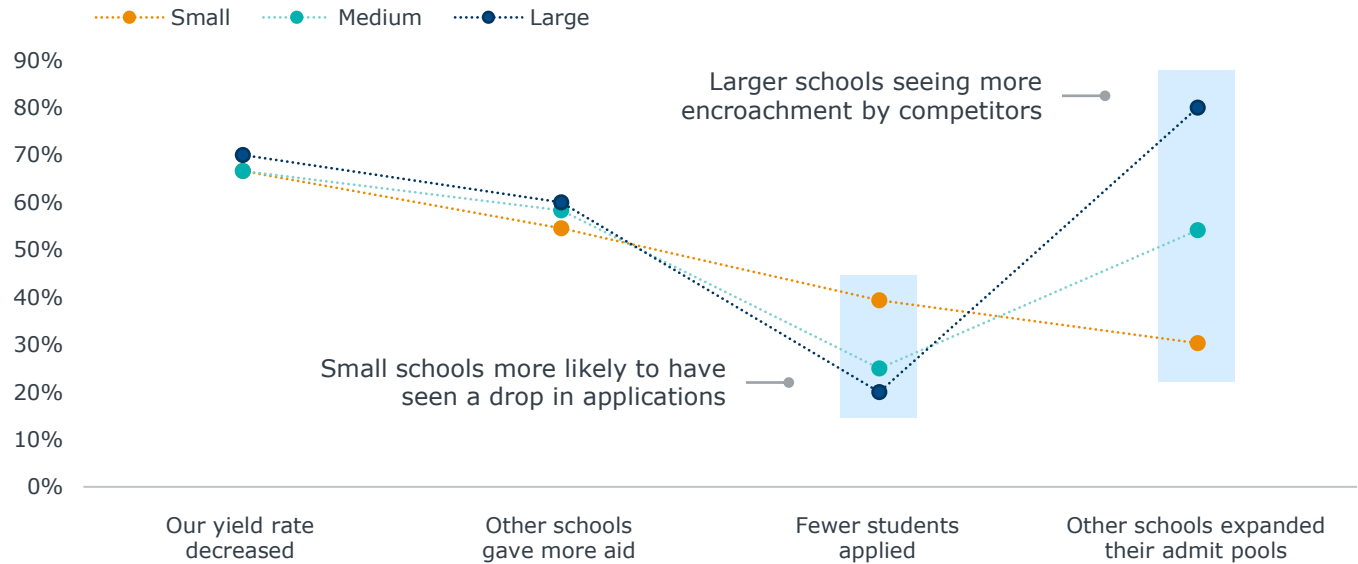 Small Medium Large
90%
80%
70%
60%
50%
40%
30%
20%
10%
0%
Larger schools seeing more
encroachment by competitors
Small schools more likely to have
seen a drop in applications
Our yield rate
decreased
Other schools
gave more aid
Fewer students
applied
Other schools expanded
their admit pools